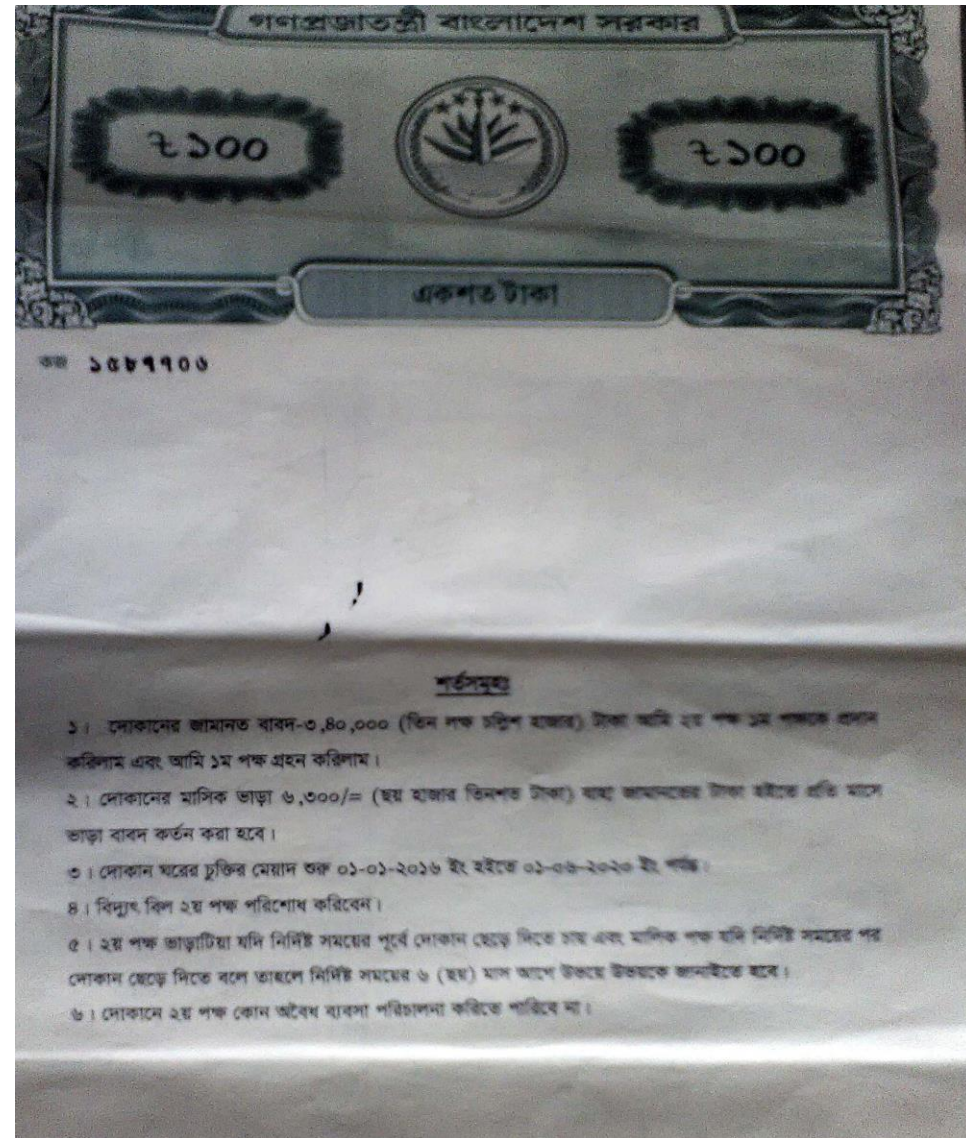 গণপ্রজাতন্ত্রী বাংলাদেশ সরকার
৳১০০
৳১০০
একশত টাকা
কজ ১৫৮৭৭০৬
শর্তসমূহঃ
১। দোকানের জামানত বাবদ-৩,৪০,০০০ (তিন লক্ষ চল্লিশ হাজার) টাকা আমি ২য় পক্ষ ১ম পক্ষকে প্রদান
করিলাম এবং আমি ১ম পক্ষ গ্রহন করিলাম।
২। দোকানের মাসিক ভাড়া ৬,৩০০/= (ছয় হাজার তিনশত টাকা) যাহা জামানতের টাকা হইতে প্রতি মাসে
ভাড়া বাবদ কর্তন করা হবে।
৩। দোকান ঘরের চুক্তির মেয়াদ শুরু ০১-০১-২০১৬ ইং হইতে ০১-০৬-২০২০ ইং পর্যন্ত।
৪। বিদ্যুৎ বিল ২য় পক্ষ পরিশোধ করিবেন।
৫। ২য় পক্ষ ভাড়াটিয়া যদি নির্দিষ্ট সময়ের পূর্বে দোকান ছেড়ে দিতে চায় এবং মালিক পক্ষ যদি নির্দিষ্ট সময়ের পর
দোকান ছেড়ে দিতে বলে তাহলে নির্দিষ্ট সময়ের ৬ (ছয়) মাস আগে উভয়ে উভয়কে জানাইতে হবে।
৬। দোকানে ২য় পক্ষ কোন অবৈধ ব্যবসা পরিচালনা করিতে পারিবে না।